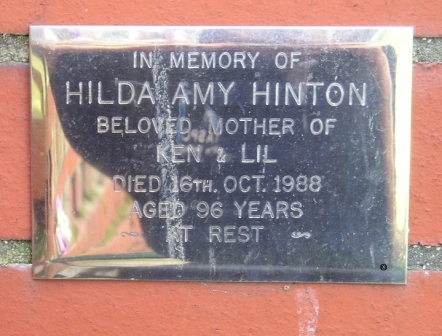 IN MEMORY OF
HILDA AMY HINTON
BELOVED MOTHER OF
KEN & LIL
DIED 16TH. OCT. 1988
AGED 96 YEARS
~ AT REST ~